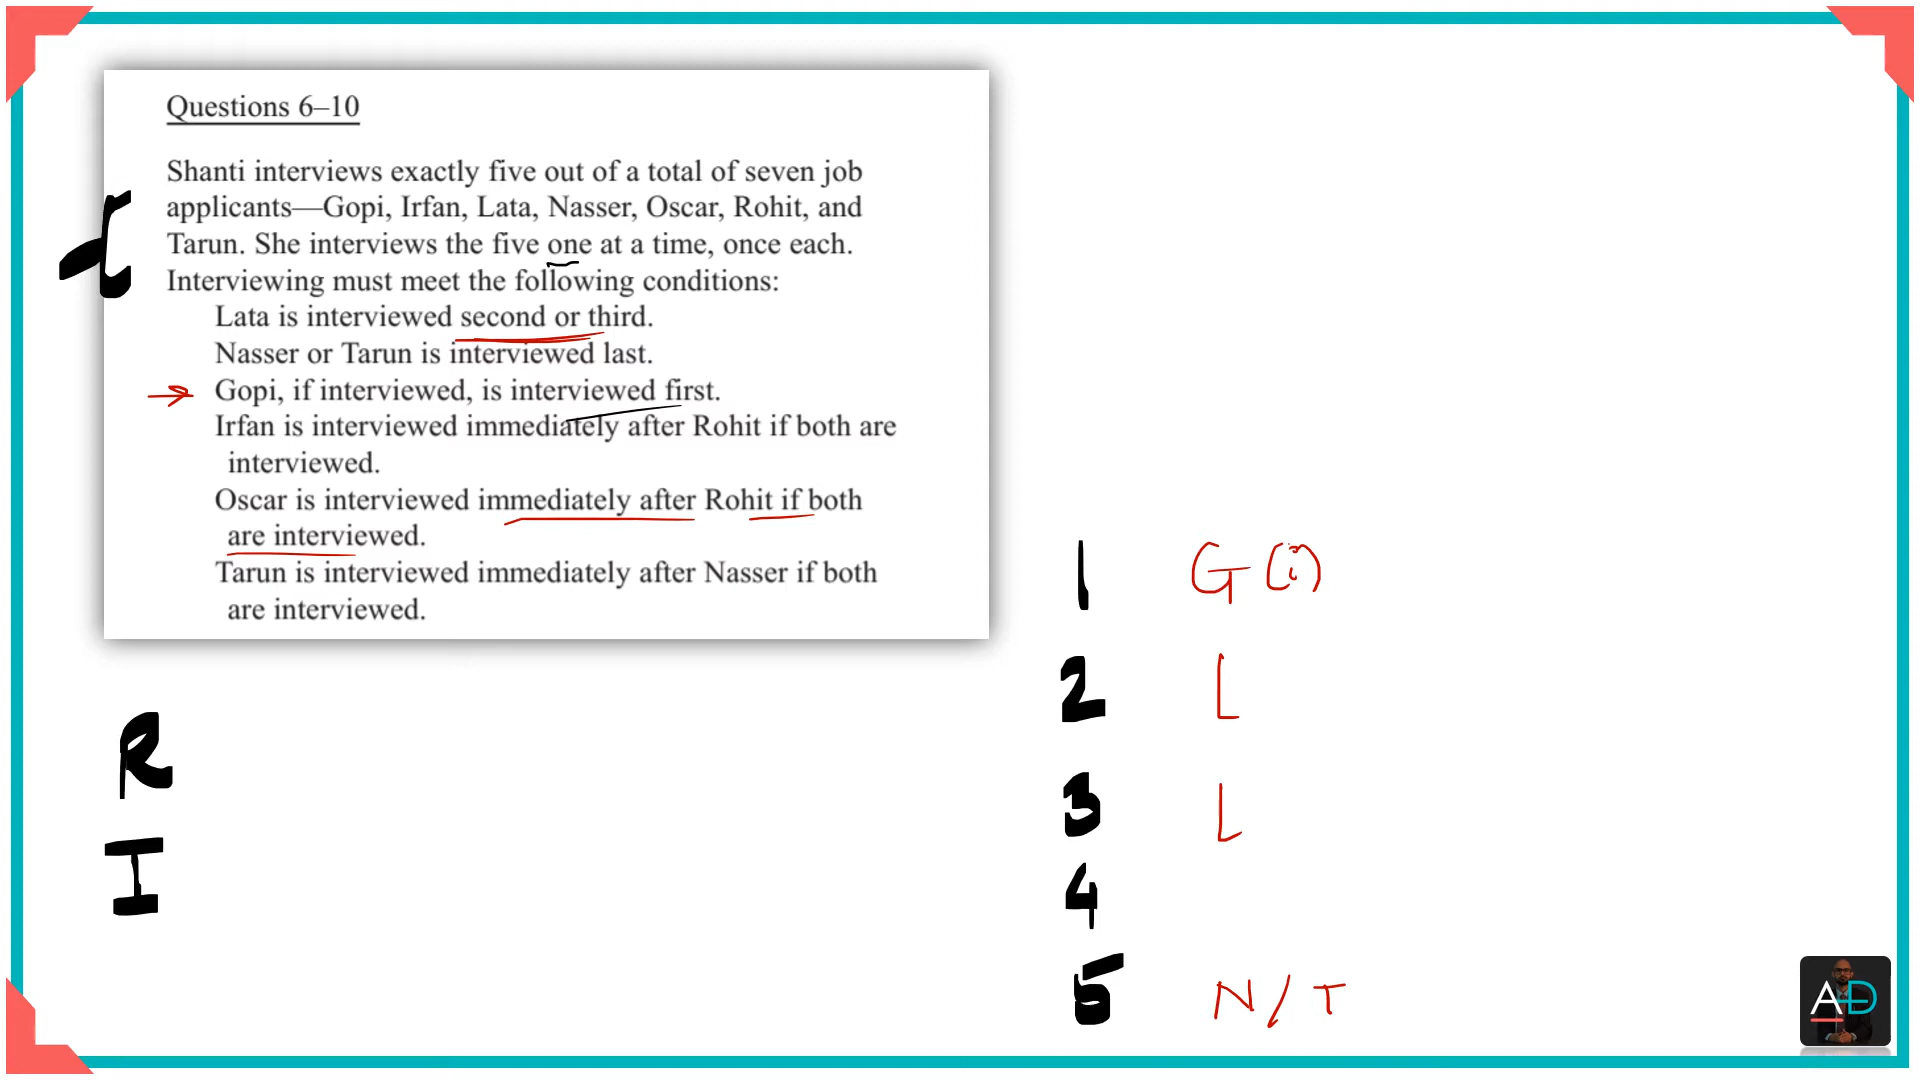 Questions 6–10
Shanti interviews exactly five out of a total of seven job
applicants—Gopi, Irfan, Lata, Nasser, Oscar, Rohit, and
Tarun. She interviews the five one at a time, once each.
Interviewing must meet the following conditions:
Lata is interviewed second or third.
Nasser or Tarun is interviewed last.
Gopi, if interviewed, is interviewed first.
Irfan is interviewed immediately after Rohit if both are
interviewed.
Oscar is interviewed immediately after Rohit if both
are interviewed.
Tarun is interviewed immediately after Nasser if both
are interviewed.
R
I
1 G
2 L
3 L
4
5 N/T
AD